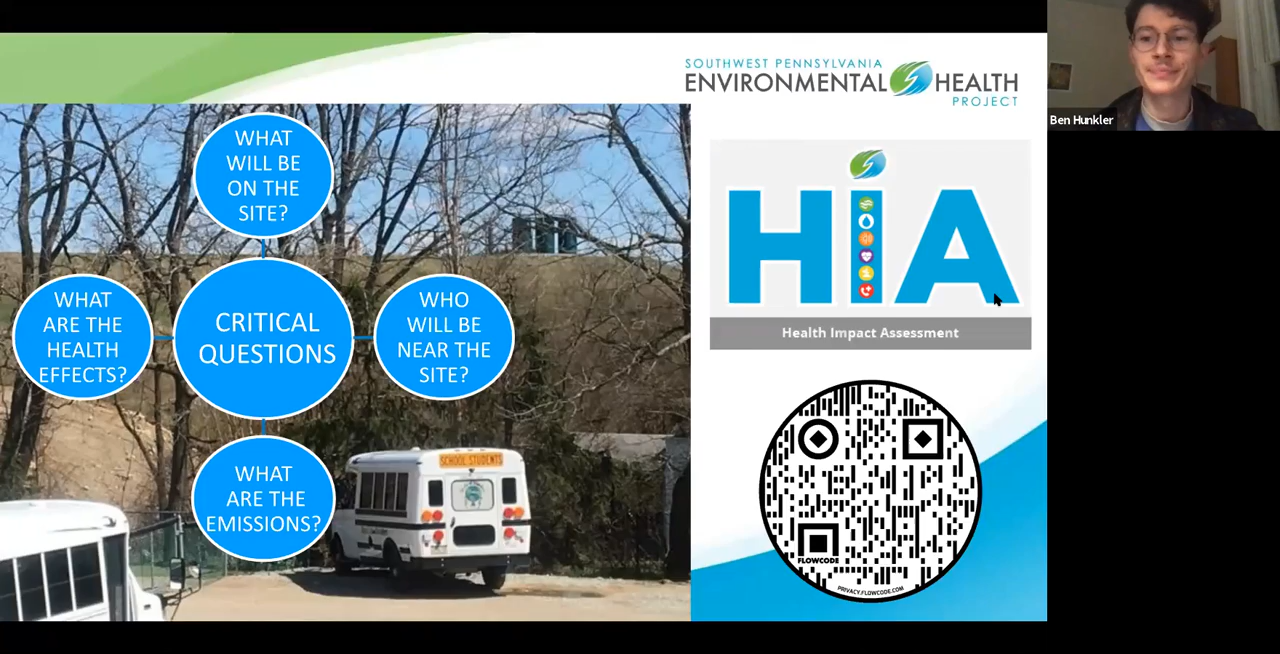 SOUTHWEST PENNSYLVANIA
ENVIRONMENTAL HEALTH
PROJECT
Ben Hunkler
WHAT
WILL BE
ON THE
SITE?
WHAT
ARE THE
HEALTH
EFFECTS?
CRITICAL
QUESTIONS
WHO
WILL BE
NEAR THE
SITE?
WHAT
ARE THE
EMISSIONS?
SCHOOL STUDENTS
HIA
Health Impact Assessment
FLOWCODE
PRIVACY.FLOWCODE.COM